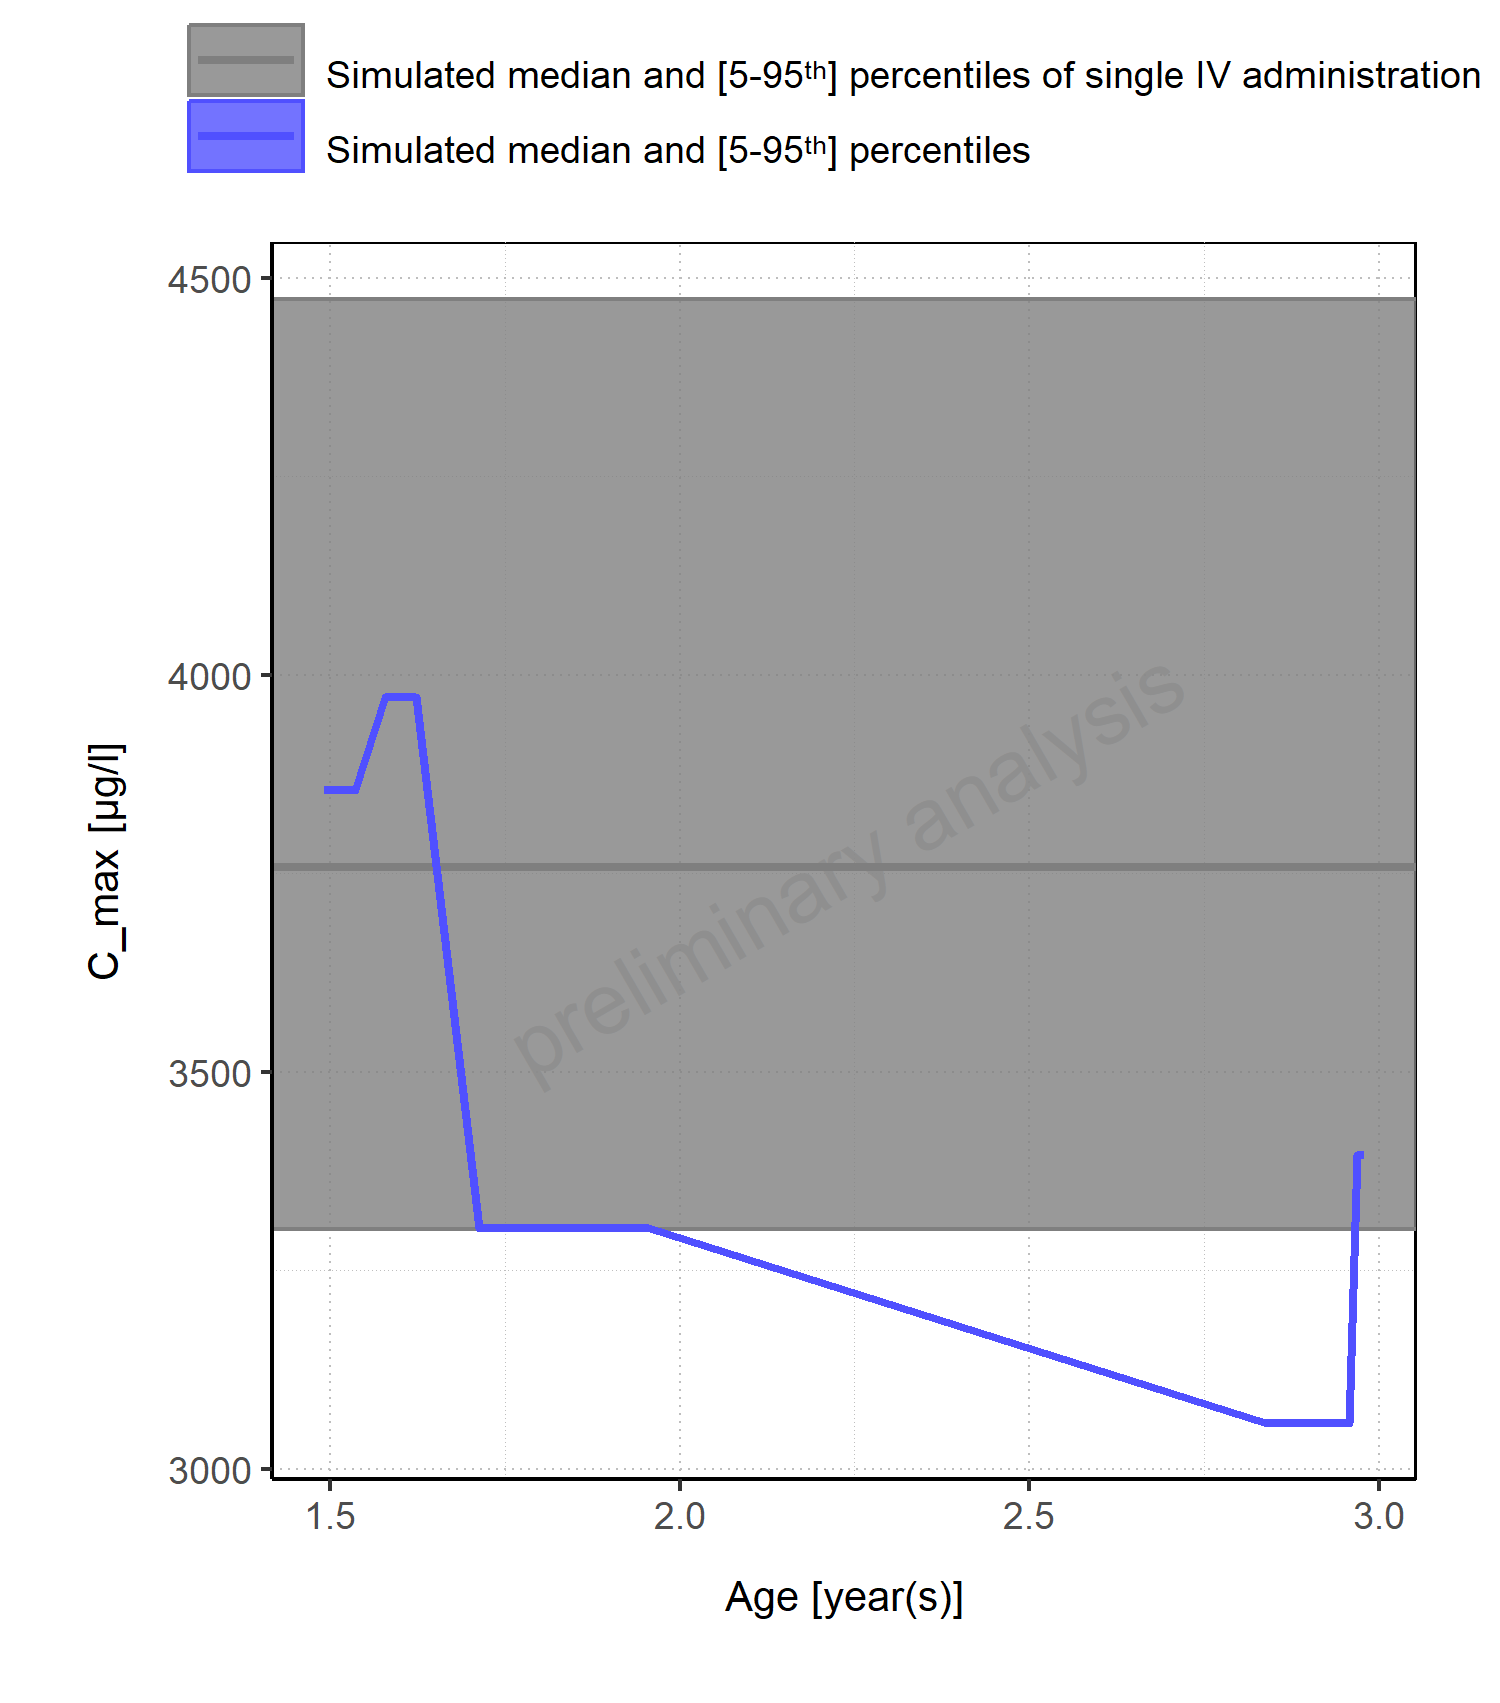 Simulated median and [5-95ᵗʰ] percentiles of single IV administration
Simulated median and [5-95ᵗʰ] percentiles
4500
4000
3500
3000
C_max [µg/l]
preliminary analysis
1.5 2.0 2.5 3.0
Age [year(s)]